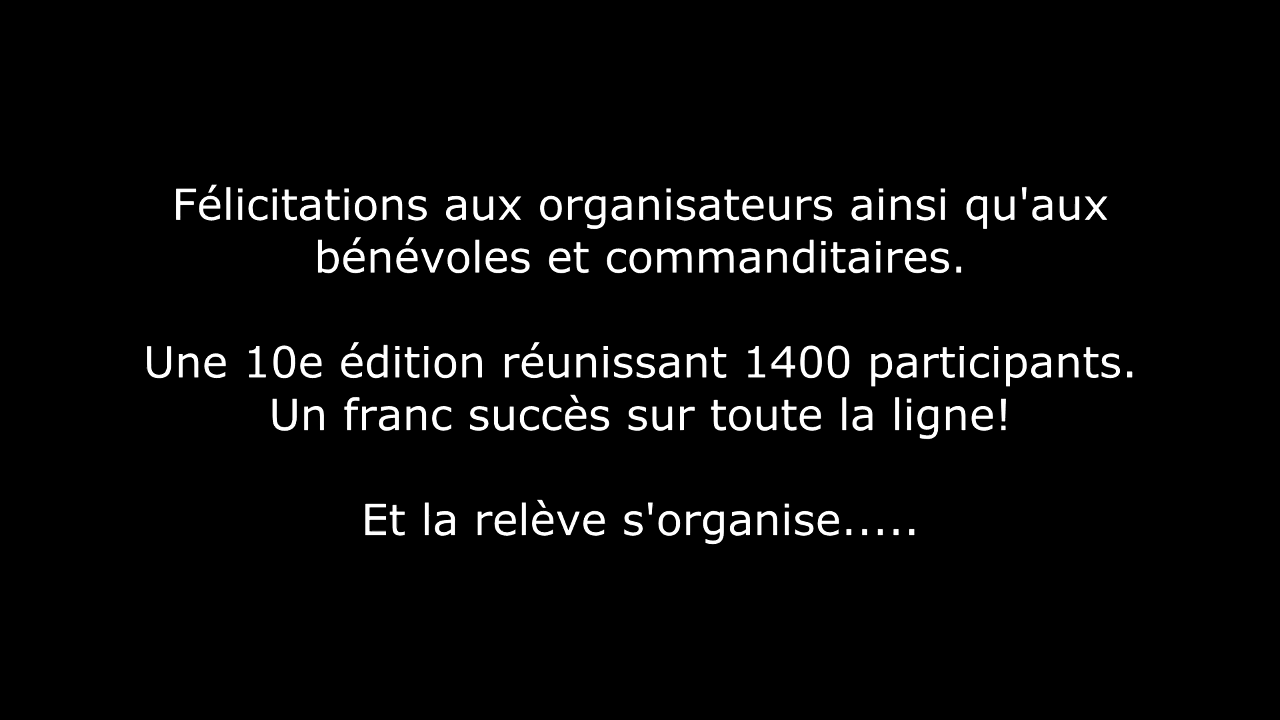 Félicitations aux organisateurs ainsi qu'aux
bénévoles et commanditaires.
Une 10e édition réunissant 1400 participants.
Un franc succès sur toute la ligne!
Et la relève s'organise.....